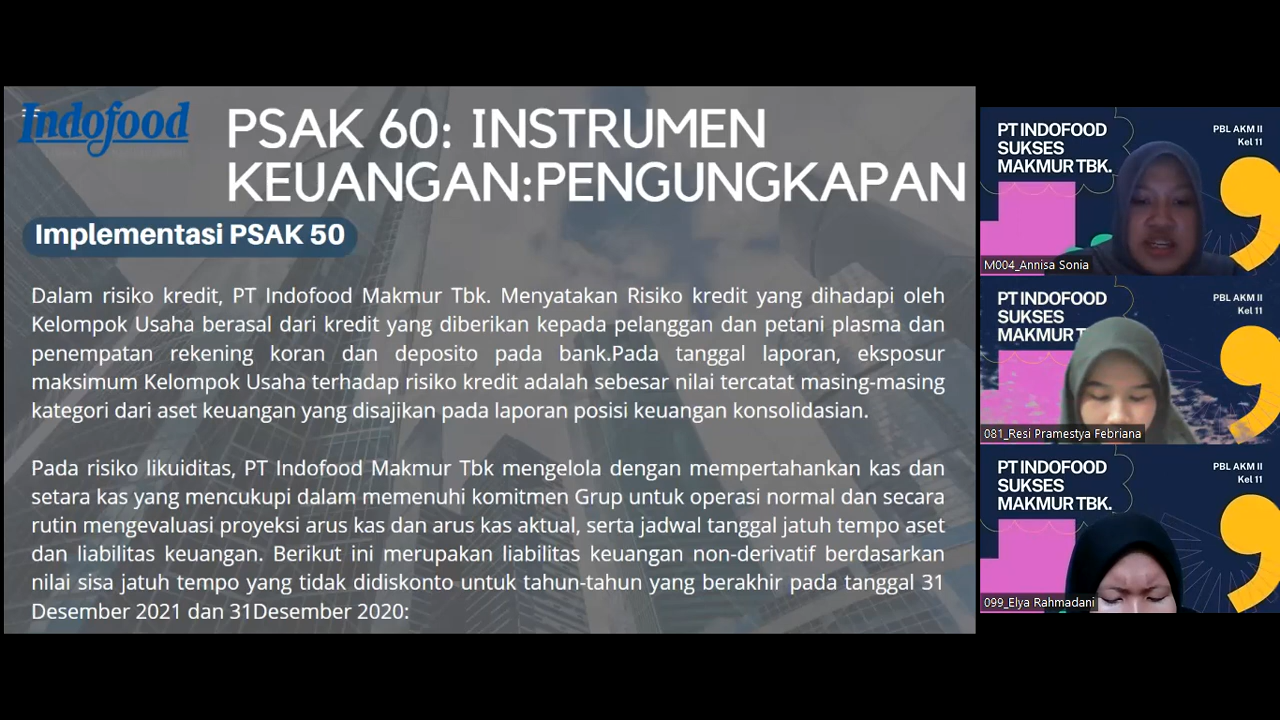 Indofood
PSAK 60: INSTRUMEN
KEUANGAN:PENGUNGKAPAN
Implementasi PSAK 50
Dalam risiko kredit, PT Indofood Makmur Tbk. Menyatakan Risiko kredit yang dihadapi oleh
Kelompok Usaha berasal dari kredit yang diberikan kepada pelanggan dan petani plasma dan
penempatan rekening koran dan deposito pada bank.Pada tanggal laporan, eksposur
maksimum Kelompok Usaha terhadap risiko kredit adalah sebesar nilai tercatat masing-masing
kategori dari aset keuangan yang disajikan pada laporan posisi keuangan konsolidasian.
Pada risiko likuiditas, PT Indofood Makmur Tbk mengelola dengan mempertahankan kas dan
setara kas yang mencukupi dalam memenuhi komitmen Grup untuk operasi normal dan secara
rutin mengevaluasi proyeksi arus kas dan arus kas aktual, serta jadwal tanggal jatuh tempo aset
dan liabilitas keuangan. Berikut ini merupakan liabilitas keuangan non-derivatif berdasarkan
nilai sisa jatuh tempo yang tidak didiskonto untuk tahun-tahun yang berakhir pada tanggal 31
Desember 2021 dan 31Desember 2020:
PT INDOFOOD
SUKSES
MAKMUR TBK.
PBL AKM II
Kel 11
M004_Annisa Sonia
PT INDOFOOD
SUKSES
MAKMUR T
PBL AKM II
Kel 11
081_Resi Pramestya Febriana
PT INDOFOOD
SUKSES
MAKMUR TBK.
PBL AKM II
Kel 11
099_Elya Rahmadani